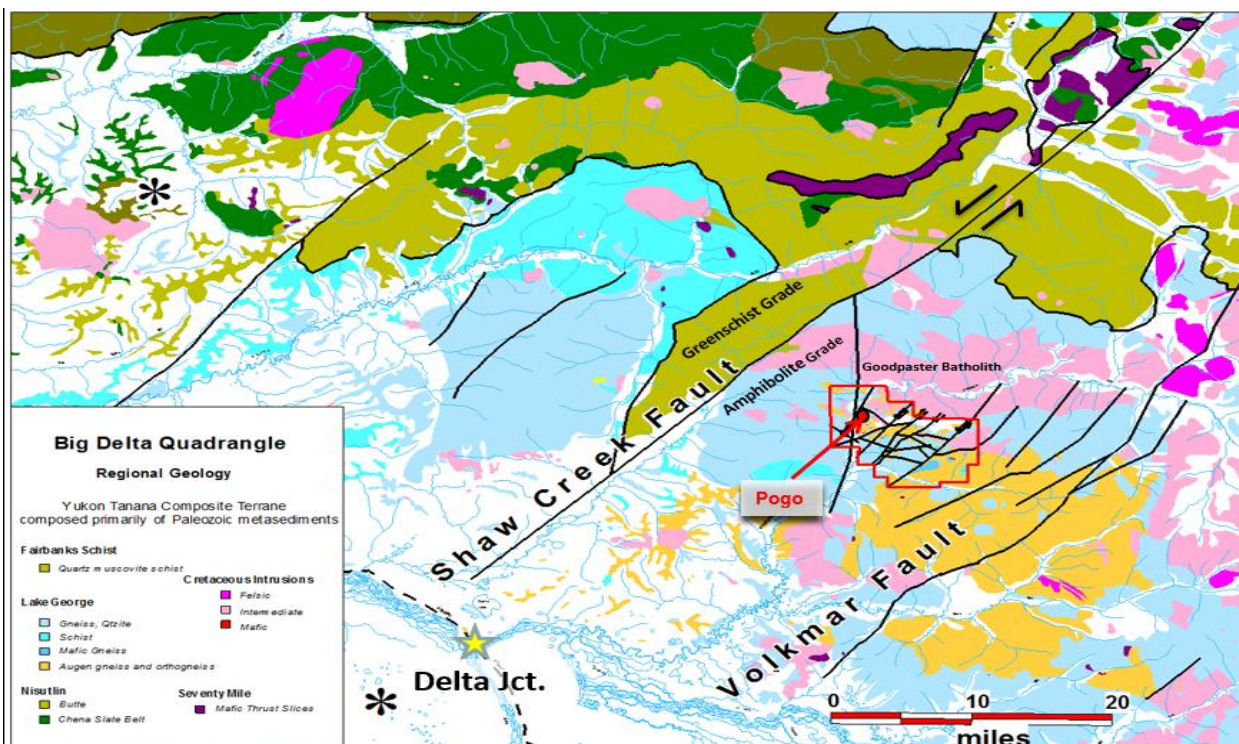 Greenschist Grade
Amphibolite Grade
Goodpaster Batholith
Shaw Creek Fault
Pogo
Volkmar Fault
Delta Jct.
0 10 20
miles
Big Delta Quadrangle
Regional Geology
Yukon Tanana Composite Terrane
composed primarily of Paleozoic metasediments
Fairbanks Schist
Quartz muscovite schist
Cretaceous Intrusions
Felsic
Intermediate
Mafic
Lake George
Gneiss, Qtzite
Schist
Mafic Gneiss
Augen gneiss and orthogneiss
Nisutlin
Butte
Chena Slate Belt
Seventy Mile
Mafic Thrust Slices